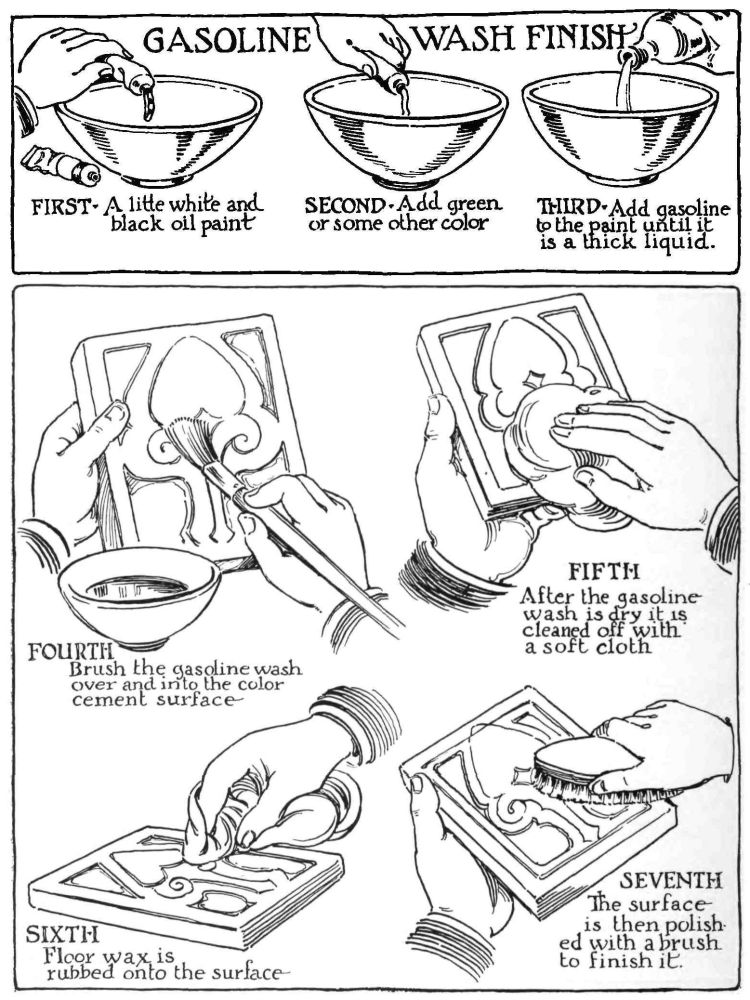 GASOLINE WASH FINISH
FIRST- A litte white and
black oil paint
SECOND-Add green
or some other color
THIRD-Add gasoline
to the paint until it
is a thick liquid.
FIFTH
After the gasoline
wash is dry it is
cleaned off with
a soft cloth
FOURTH
Brush the gasoline wash
over and into the color
cement surface
SIXTH
Floor wax is
rubbed onto the surface
SEVENTH
The surface
is then polish-
ed with a brush
to finish it.